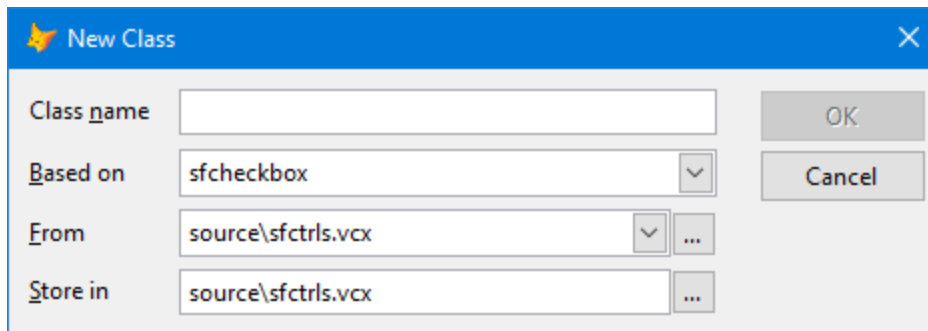 New Class
Class name
OK
Based on sfcheckbox
Cancel
From source\sfctrls.vcx ...
Store in source\sfctrls.vcx ...